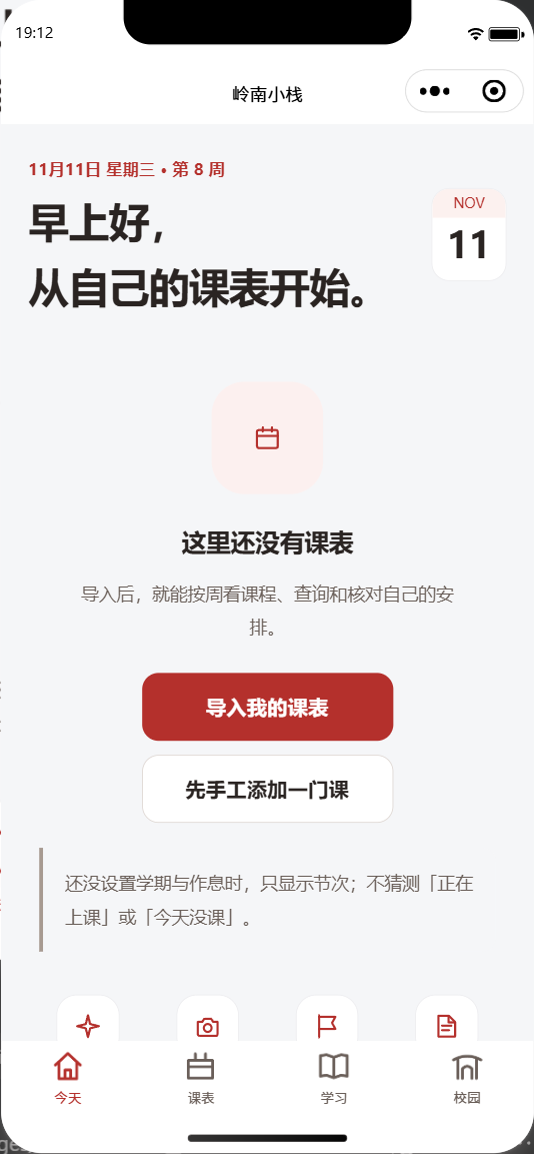 19:12
岭南小栈
11月11日 星期三 • 第 8 周
早上好，
从自己的课表开始。
NOV
11
这里还没有课表
导入后，就能按周看课程、查询和核对自己的安
排。
导入我的课表
先手工添加一门课
还没设置学期与作息时，只显示节次；不猜测「正在
上课」或「今天没课」。
今天
课表
学习
校园